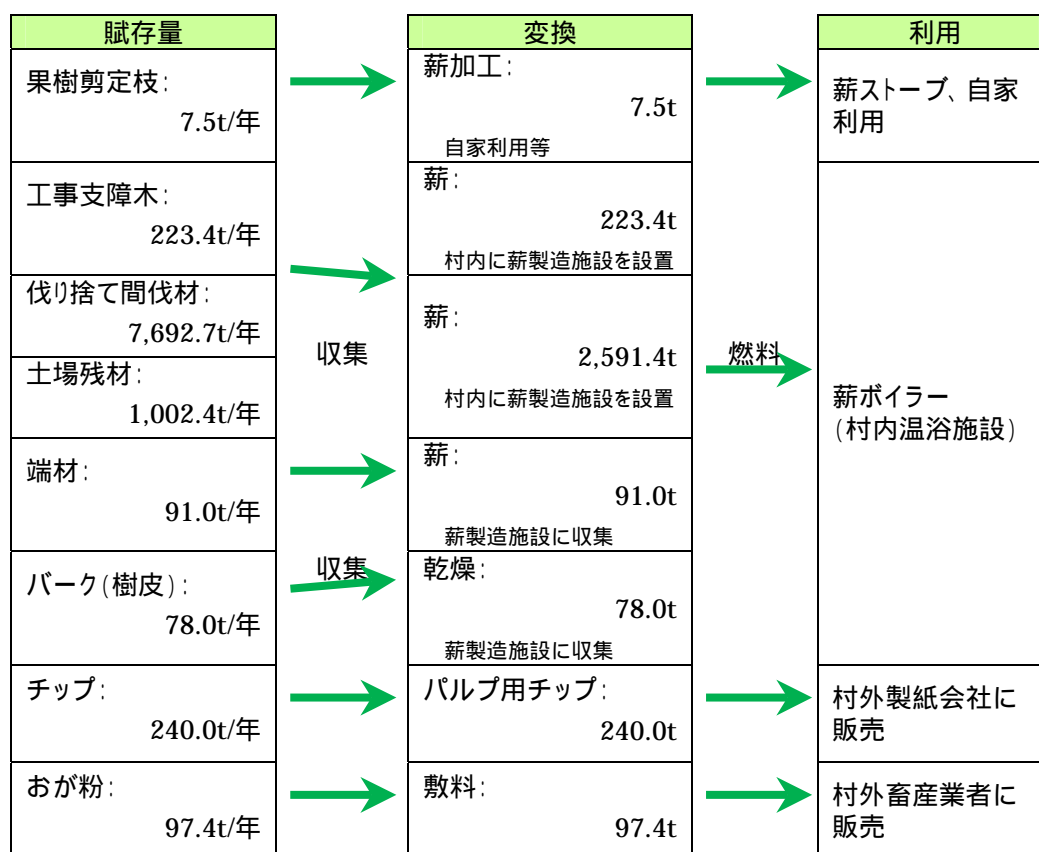 賦存量
変換
利用
果樹剪定枝:
7.5t/年
薪加工:
7.5t
自家利用等
薪ストーブ、自家
利用
工事支障木:
223.4t/年
薪:
223.4t
村内に薪製造施設を設置
伐り捨て間伐材:
7,692.7t/年
土場残材:
1,002.4t/年
収集
薪:
2,591.4t
村内に薪製造施設を設置
燃料
薪ボイラー
(村内温浴施設)
端材:
91.0t/年
薪:
91.0t
薪製造施設に収集
バーク(樹皮):
78.0t/年
収集
乾燥:
78.0t
薪製造施設に収集
チップ:
240.0t/年
パルプ用チップ:
240.0t
村外製紙会社に
販売
おが粉:
97.4t/年
敷料:
97.4t
村外畜産業者に
販売